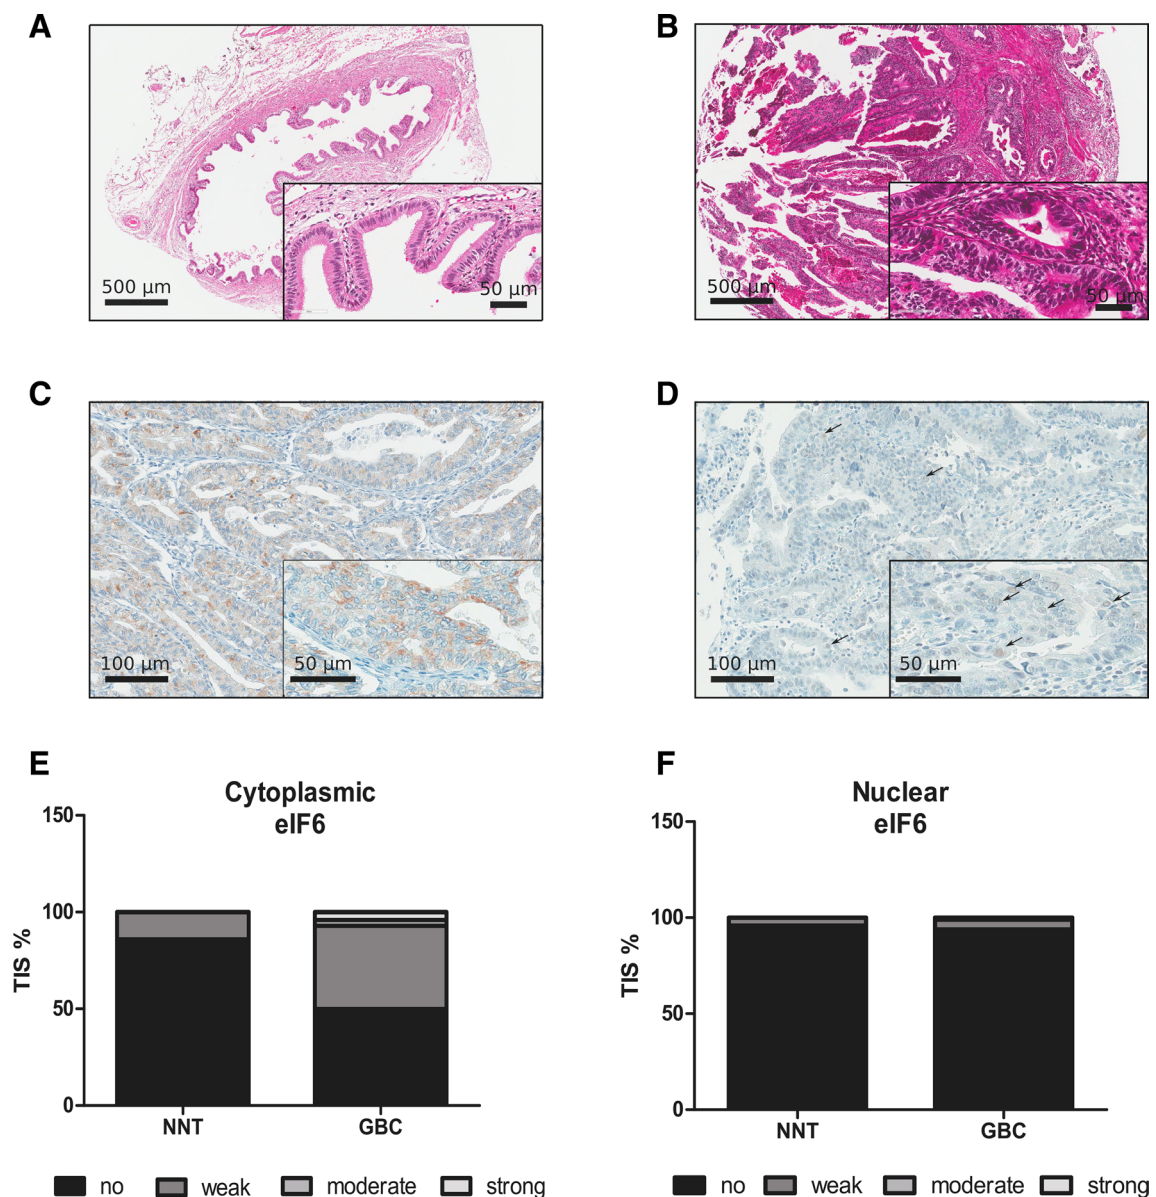 A
500 μm
50 μm
B
500 μm
50 μm
C
100 μm
50 μm
D
100 μm
50 μm
E
Cytoplasmic
eIF6
150
100
50
0
TIS %
NNT
GBC
no
weak
moderate
strong
F
Nuclear
eIF6
150
100
50
0
TIS %
NNT
GBC
no
weak
moderate
strong